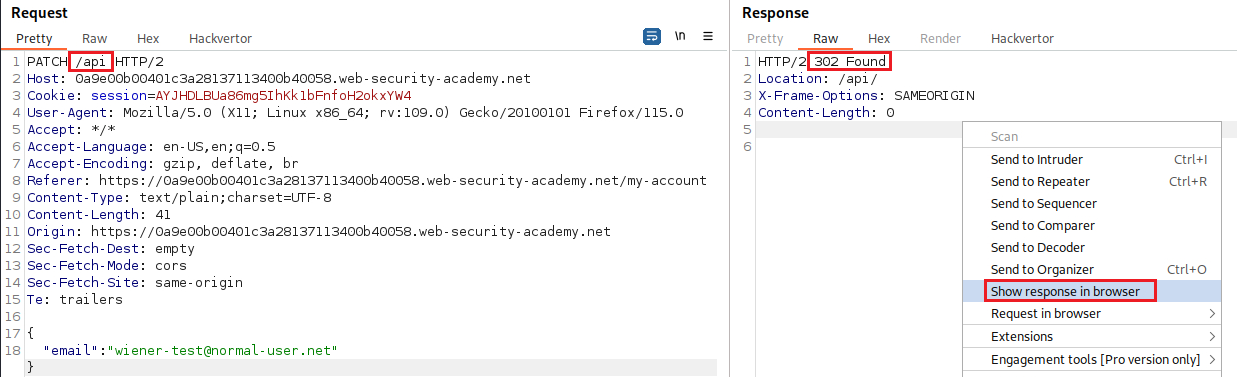 Request
Pretty Raw Hex Hackvertor \n
1 PATCH /api HTTP/2
2 Host: 0a9e00b00401c3a28137113400b40058.web-security-academy.net
3 Cookie: session=AYJHDLBUa86mg5IhKk1bFnfoH2okxYW4
4 User-Agent: Mozilla/5.0 (X11; Linux x86_64; rv:109.0) Gecko/20100101 Firefox/115.0
5 Accept: */*
6 Accept-Language: en-US,en;q=0.5
7 Accept-Encoding: gzip, deflate, br
8 Referer: https://0a9e00b00401c3a28137113400b40058.web-security-academy.net/my-account
9 Content-Type: text/plain;charset=UTF-8
10 Content-Length: 41
11 Origin: https://0a9e00b00401c3a28137113400b40058.web-security-academy.net
12 Sec-Fetch-Dest: empty
13 Sec-Fetch-Mode: cors
14 Sec-Fetch-Site: same-origin
15 Te: trailers
16
17 {
18 "email":"wiener-test@normal-user.net"
}
Response
Pretty Raw Hex Render Hackvertor
1 HTTP/2 302 Found
2 Location: /api/
3 X-Frame-Options: SAMEORIGIN
4 Content-Length: 0
5
6
Scan
Send to Intruder Ctrl+I
Send to Repeater Ctrl+R
Send to Sequencer
Send to Comparer
Send to Decoder
Send to Organizer Ctrl+O
Show response in browser
Request in browser
Extensions
Engagement tools [Pro version only]